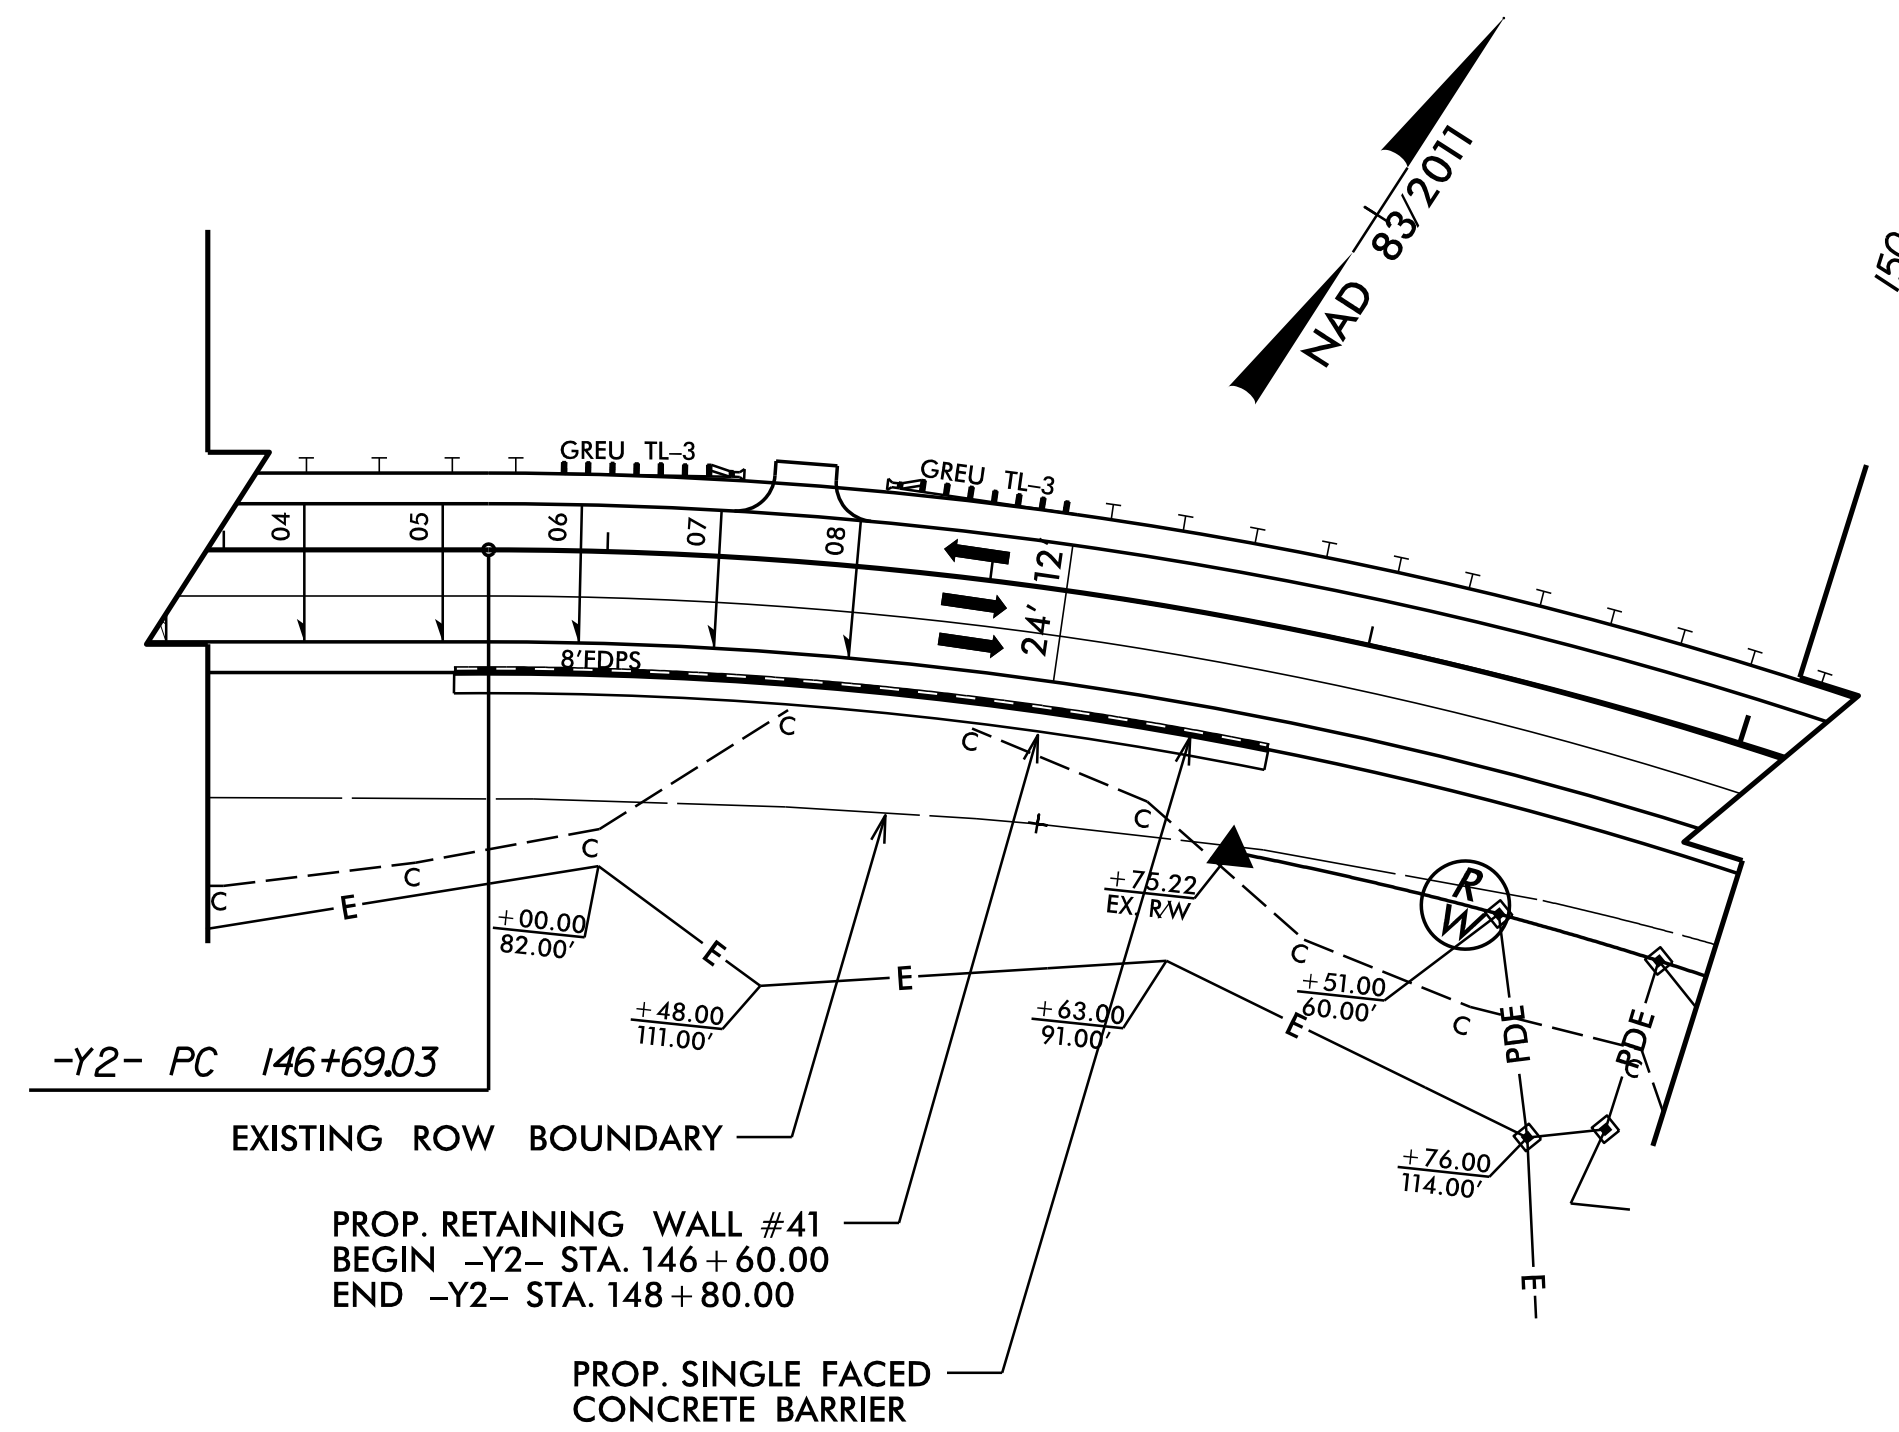 NAD 83/2011
GREU TL-3
GREU TL-3
04
05
06
07
08
12'
24'
8'FDPS
C
C
C
C
C
C
C
C
C
E
E
E
E
E
+00.00
82.00'
+48.00
111.00'
+63.00
91.00'
+75.22
EX. R/W
R
W
+51.00
60.00'
PDE
PDE
+76.00
114.00'
-Y2- PC 146+69.03
EXISTING ROW BOUNDARY
PROP. RETAINING WALL #41
BEGIN -Y2- STA. 146+60.00
END -Y2- STA. 148+80.00
PROP. SINGLE FACED
CONCRETE BARRIER